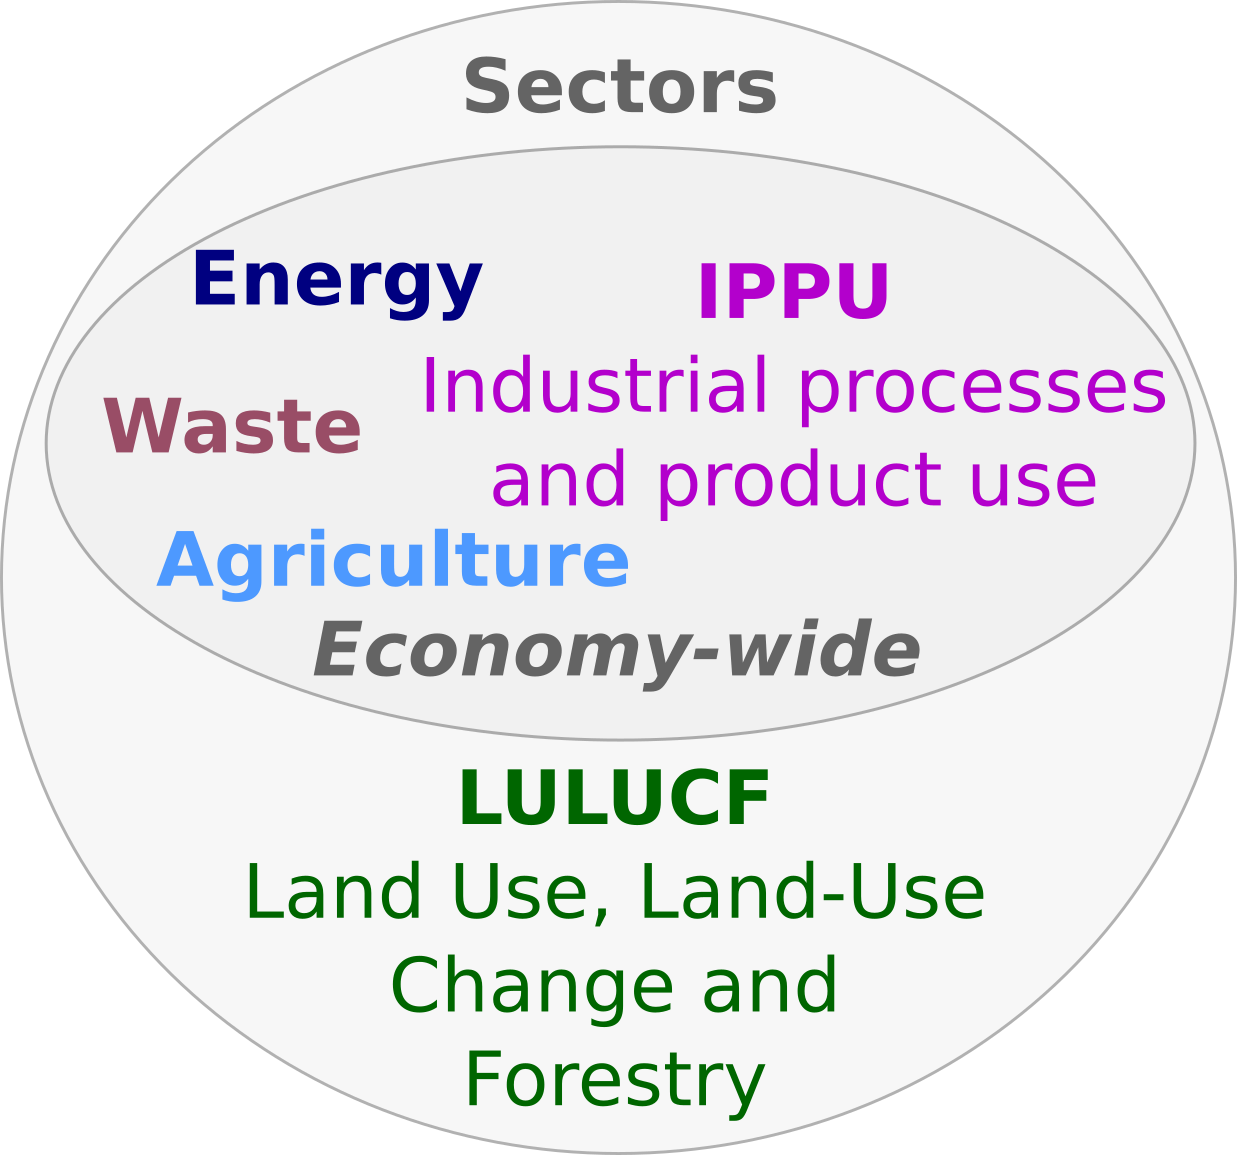 Sectors
Energy
IPPU
Industrial processes
and product use
Waste
Agriculture
Economy-wide
LULUCF
Land Use, Land-Use
Change and
Forestry